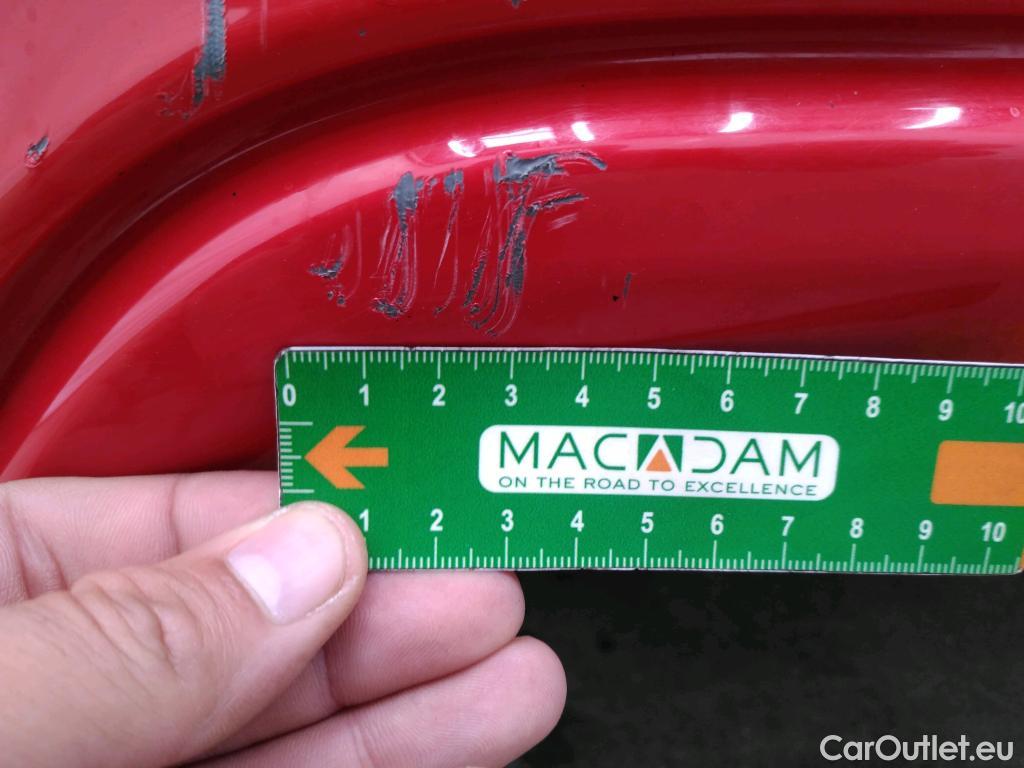 0 1 2 3 4 5 6 7 8 9 10
MACADAM
ON THE ROAD TO EXCELLENCE
1 2 3 4 5 6 7 8 9 10
CarOutlet.eu